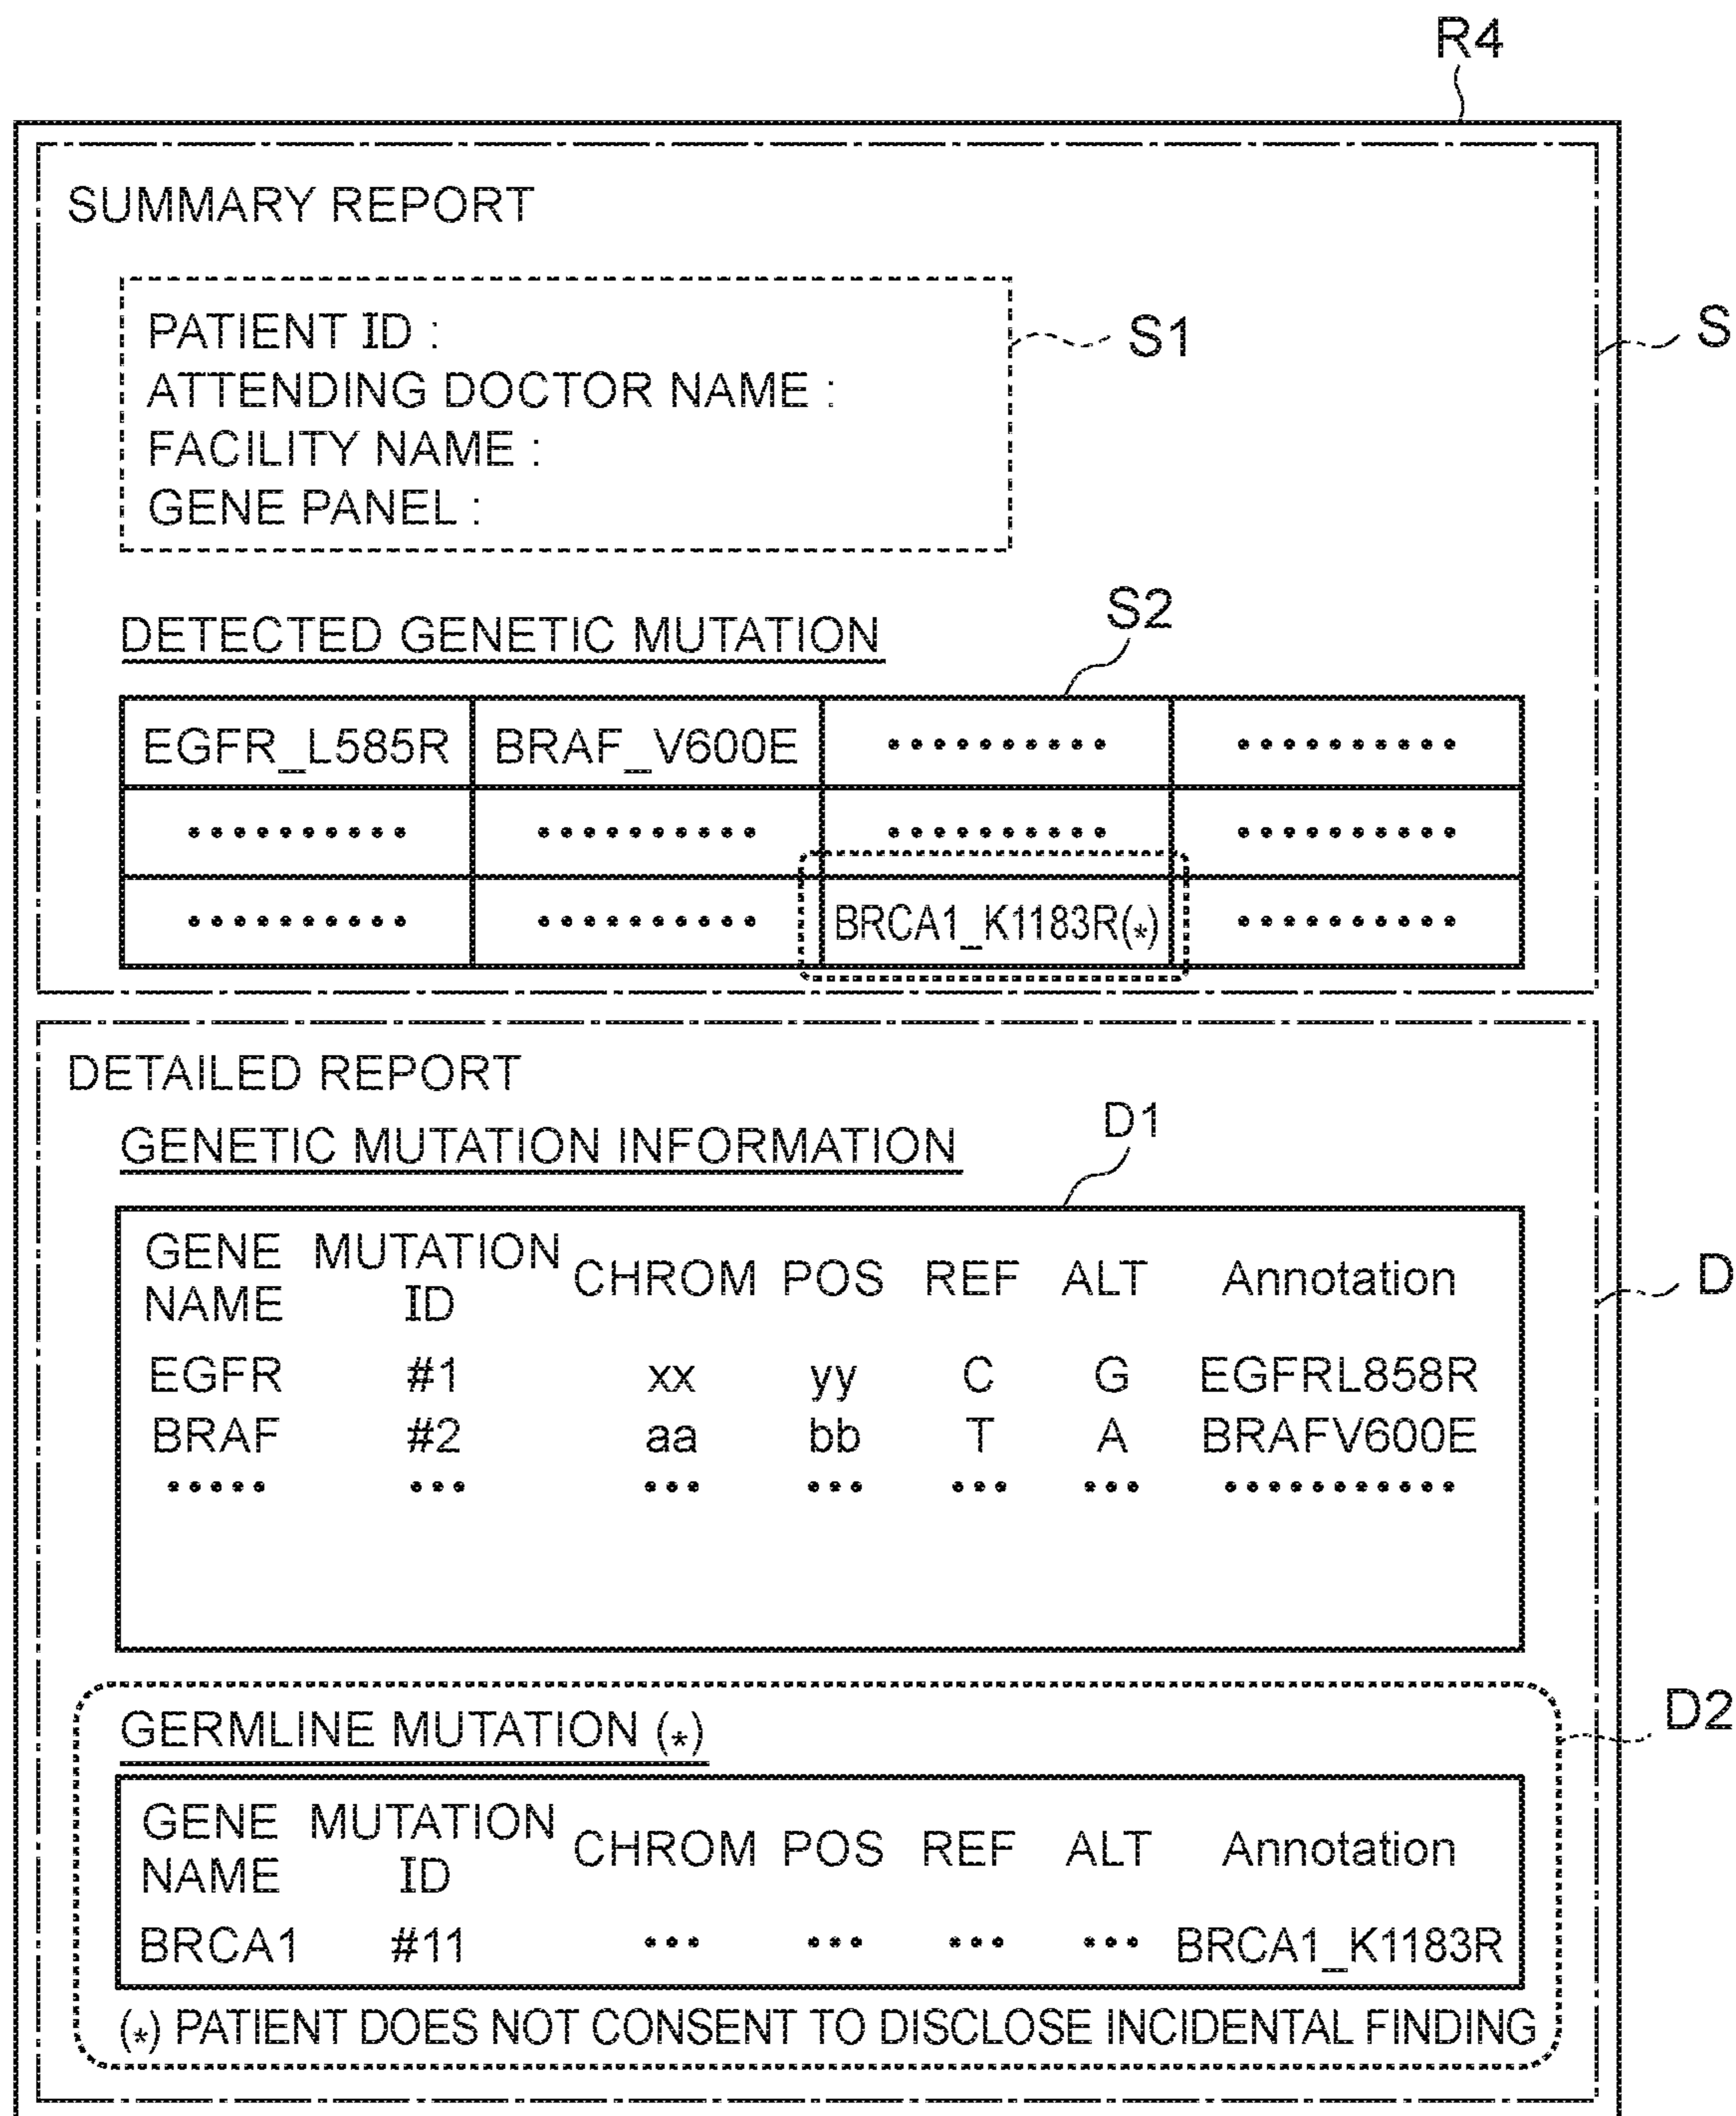 R4
SUMMARY REPORT
PATIENT ID :
S1
S
ATTENDING DOCTOR NAME :
FACILITY NAME :
GENE PANEL :
S2
DETECTED GENETIC MUTATION
EGFR_L585R BRAF_V600E •••••••••• ••••••••••
•••••••••• •••••••••• •••••••••• ••••••••••
•••••••••• •••••••••• BRCA1_K1183R(*) ••••••••••
DETAILED REPORT
D1
GENETIC MUTATION INFORMATION
GENE NAME MUTATION ID CHROM POS REF ALT Annotation
D
EGFR #1 xx yy C G EGFRL858R
BRAF #2 aa bb T A BRAFV600E
••••• ••• ••• ••• ••• ••• •••••••••••
D2
GERMLINE MUTATION (*)
GENE NAME MUTATION ID CHROM POS REF ALT Annotation
BRCA1 #11 ••• ••• ••• ••• BRCA1_K1183R
(*) PATIENT DOES NOT CONSENT TO DISCLOSE INCIDENTAL FINDING